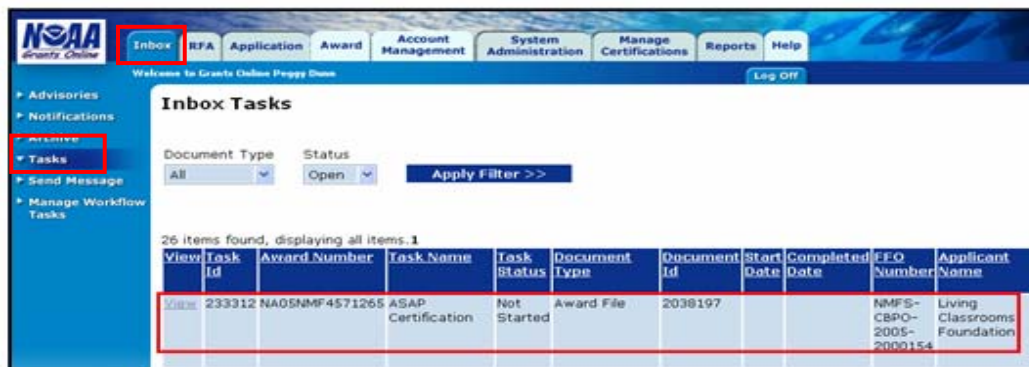 NOAA
Grants Online
Inbox
RFA
Application
Award
Account Management
System Administration
Manage Certifications
Reports
Help
Welcome to Grants Online Peggy Dunn
Log Off
Advisories
Notifications
Archive
Tasks
Send Message
Manage Workflow
Tasks
Inbox Tasks
Document Type Status
All Open Apply Filter >>
26 items found, displaying all items.1
View Task Id Award Number Task Name Task Status Document Type Document Id Start Date Completed Date FFO Number Applicant Name
View 233312 NA05NMF4571265 ASAP Certification Not Started Award File 2038197 NMFS-CBPO-2005-2000154 Living Classrooms Foundation